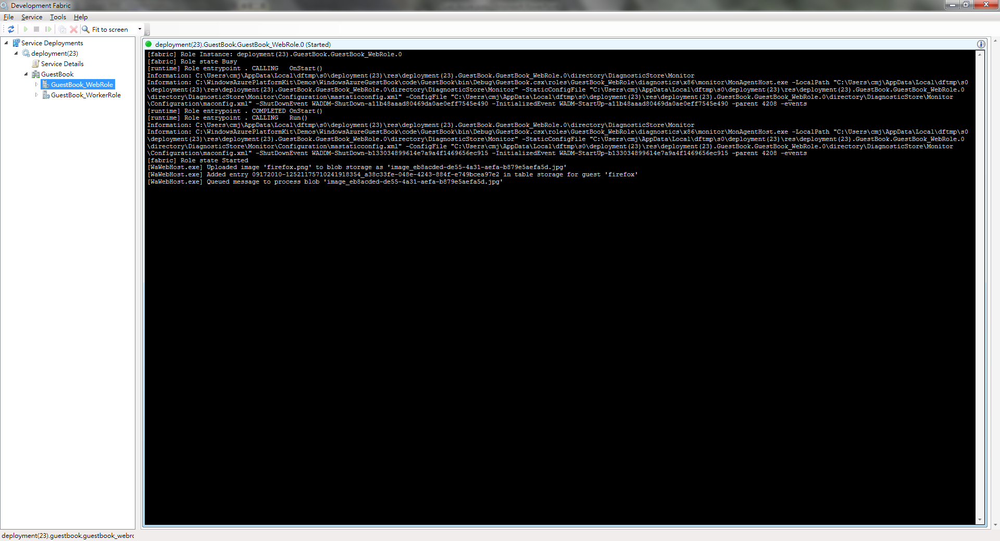 Development Fabric
File Service Tools Help
Fit to screen
Service Deployments
deployment(23)
Service Details
GuestBook
GuestBook_WebRole
GuestBook_WorkerRole
deployment(23).GuestBook.GuestBook_WebRole.0 (Started)
[fabric] Role Instance: deployment(23).GuestBook.GuestBook_WebRole.0
[fabric] Role state Busy
[runtime] Role entrypoint . CALLING   OnStart()
Information: C:\Users\cmj\AppData\Local\dftmp\s0\deployment(23)\res\deployment(23).GuestBook.GuestBook_WebRole.0\directory\DiagnosticStore\Monitor
Information: C:\WindowsAzurePlatformKit\Demos\WindowsAzureGuestBook\code\GuestBook\bin\Debug\GuestBook.csx\roles\GuestBook_WebRole\diagnostics\x86\monitor\MonAgentHost.exe -LocalPath "C:\Users\cmj\AppData\Local\dftmp\s0
\deployment(23)\res\deployment(23).GuestBook.GuestBook_WebRole.0\directory\DiagnosticStore\Monitor" -StaticConfigFile "C:\Users\cmj\AppData\Local\dftmp\s0\deployment(23)\res\deployment(23).GuestBook.GuestBook_WebRole.0
\directory\DiagnosticStore\Monitor\Configuration\mastaticconfig.xml" -ConfigFile "C:\Users\cmj\AppData\Local\dftmp\s0\deployment(23)\res\deployment(23).GuestBook.GuestBook_WebRole.0\directory\DiagnosticStore\Monitor
\Configuration\maconfig.xml" -ShutDownEvent WADDM-ShutDown-a11b48aaad80469da0ae0eff7545e490 -InitializedEvent WADM-StartUp-a11b48aaad80469da0ae0eff7545e490 -parent 4208 -events
[runtime] Role entrypoint . COMPLETED OnStart()
[runtime] Role entrypoint . CALLING   Run()
Information: C:\Users\cmj\AppData\Local\dftmp\s0\deployment(23)\res\deployment(23).GuestBook.GuestBook_WebRole.0\directory\DiagnosticStore\Monitor
Information: C:\WindowsAzurePlatformKit\Demos\WindowsAzureGuestBook\code\GuestBook\bin\Debug\GuestBook.csx\roles\GuestBook_WebRole\diagnostics\x86\monitor\MonAgentHost.exe -LocalPath "C:\Users\cmj\AppData\Local\dftmp\s0
\deployment(23)\res\deployment(23).GuestBook.GuestBook_WebRole.0\directory\DiagnosticStore\Monitor" -StaticConfigFile "C:\Users\cmj\AppData\Local\dftmp\s0\deployment(23)\res\deployment(23).GuestBook.GuestBook_WebRole.0
\directory\DiagnosticStore\Monitor\Configuration\mastaticconfig.xml" -ConfigFile "C:\Users\cmj\AppData\Local\dftmp\s0\deployment(23)\res\deployment(23).GuestBook.GuestBook_WebRole.0\directory\DiagnosticStore\Monitor
\Configuration\maconfig.xml" -ShutDownEvent WADDM-ShutDown-b133034899614e7a9a4f1469656ec915 -InitializedEvent WADM-StartUp-b133034899614e7a9a4f1469656ec915 -parent 4208 -events
[fabric] Role state Started
[WaWebHost.exe] Uploaded image 'firefox.png' to blob storage as 'image_eb8acded-de55-4a31-aefa-b879e5aefa5d.jpg'
[WaWebHost.exe] Added entry 09172010-12521175710241918354_a38c33fe-048e-4243-884f-e749bcea97e2 in table storage for guest 'firefox'
[WaWebHost.exe] Queued message to process blob 'image_eb8acded-de55-4a31-aefa-b879e5aefa5d.jpg'
deployment(23).guestbook.guestbook_webro